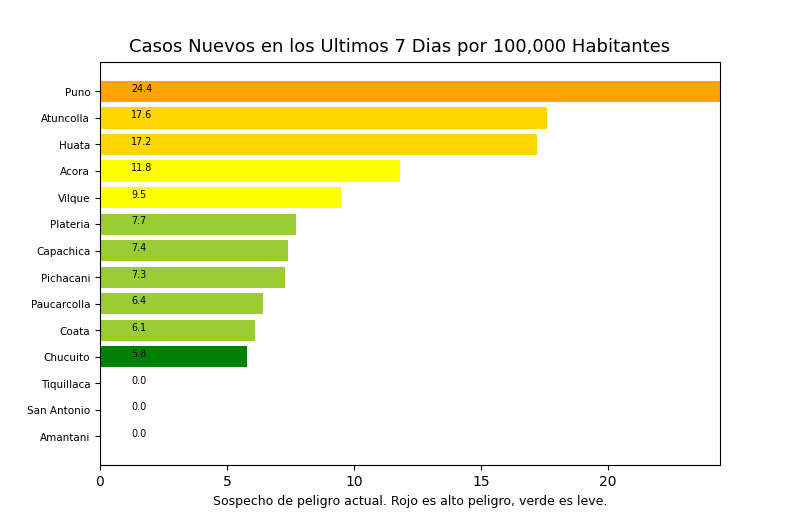 Casos Nuevos en los Ultimos 7 Dias por 100,000 Habitantes
Puno 24.4
Atuncolla 17.6
Huata 17.2
Acora 11.8
Vilque 9.5
Plateria 7.7
Capachica 7.4
Pichacani 7.3
Paucarcolla 6.4
Coata 6.1
Chucuito 5.8
Tiquillaca 0.0
San Antonio 0.0
Amantani 0.0
0 5 10 15 20
Sospecho de peligro actual. Rojo es alto peligro, verde es leve.